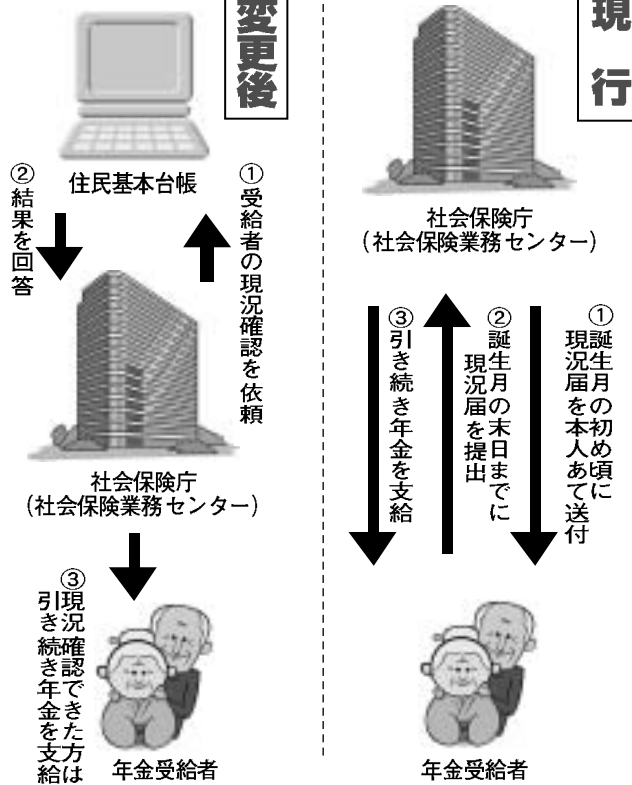 現行
社会保険庁
(社会保険業務センター)
①誕生月の初め頃に
現況届を本人あて送付
②誕生月の末日までに
現況届を提出
③引き続き年金を支給
年金受給者
変更後
住民基本台帳
①受給者の現況確認を依頼
②結果を回答
社会保険庁
(社会保険業務センター)
③現況確認できた方は
引き続き年金を支給
年金受給者